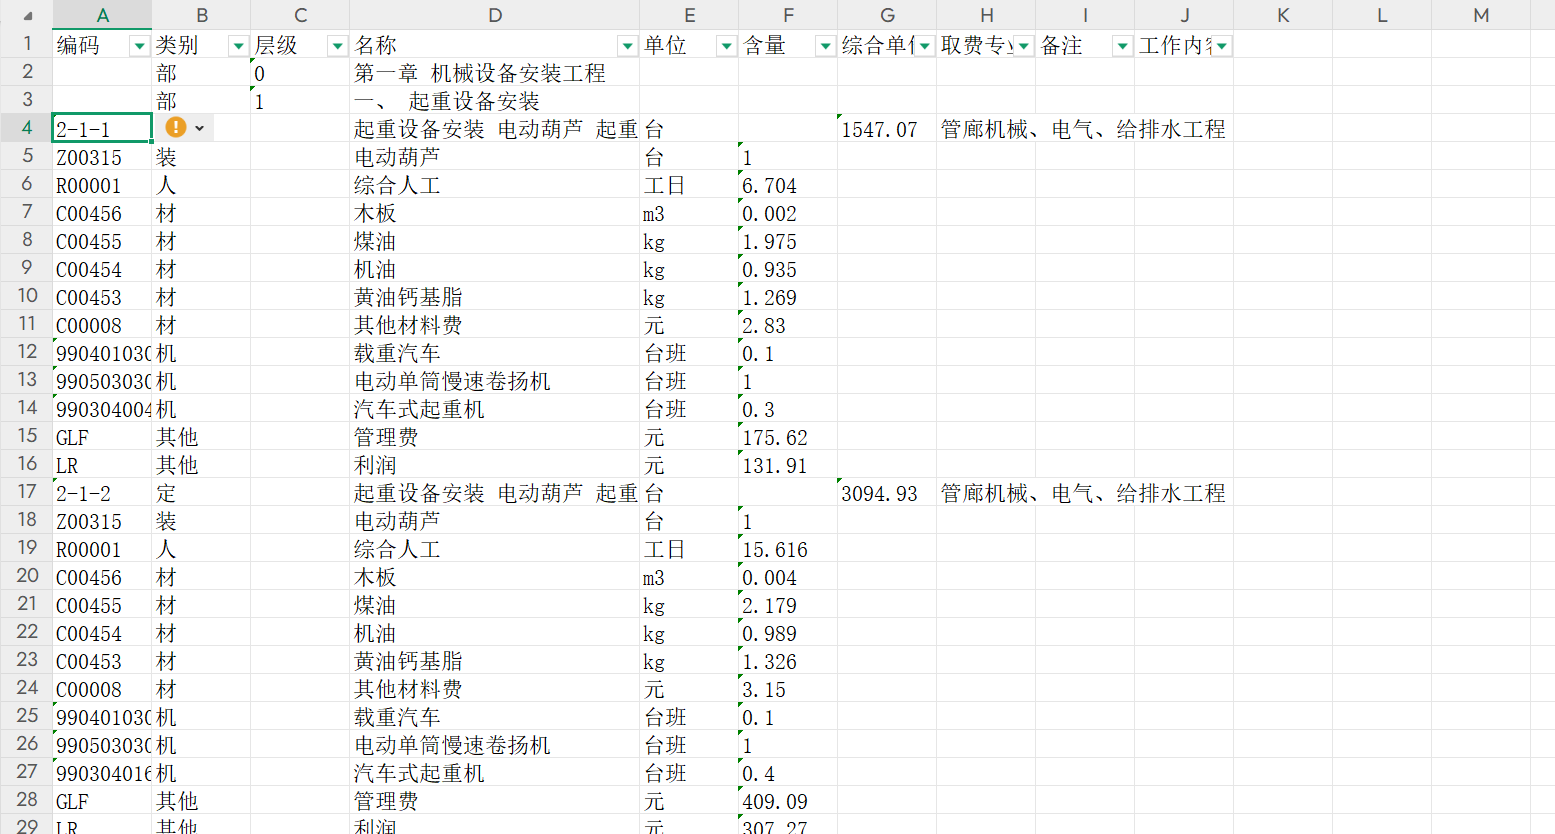 A B C D E F G H I J K L M
1 编码 类别 层级 名称 单位 含量 综合单 取费专 备注 工作内
2 部 0 第一章 机械设备安装工程
3 部 1 一、 起重设备安装
4 2-1-1 起重设备安装 电动葫芦 起重 台 1547.07 管廊机械、电气、给排水工程
5 Z00315 装 电动葫芦 台 1
6 R00001 人 综合人工 工日 6.704
7 C00456 材 木板 m3 0.002
8 C00455 材 煤油 kg 1.975
9 C00454 材 机油 kg 0.935
10 C00453 材 黄油钙基脂 kg 1.269
11 C00008 材 其他材料费 元 2.83
12 990401030 机 载重汽车 台班 0.1
13 990503030 机 电动单筒慢速卷扬机 台班 1
14 990304004 机 汽车式起重机 台班 0.3
15 GLF 其他 管理费 元 175.62
16 LR 其他 利润 元 131.91
17 2-1-2 定 起重设备安装 电动葫芦 起重 台 3094.93 管廊机械、电气、给排水工程
18 Z00315 装 电动葫芦 台 1
19 R00001 人 综合人工 工日 15.616
20 C00456 材 木板 m3 0.004
21 C00455 材 煤油 kg 2.179
22 C00454 材 机油 kg 0.989
23 C00453 材 黄油钙基脂 kg 1.326
24 C00008 材 其他材料费 元 3.15
25 990401030 机 载重汽车 台班 0.1
26 990503030 机 电动单筒慢速卷扬机 台班 1
27 990304016 机 汽车式起重机 台班 0.4
28 GLF 其他 管理费 元 409.09
29 LR 其他 利润 元 307.27